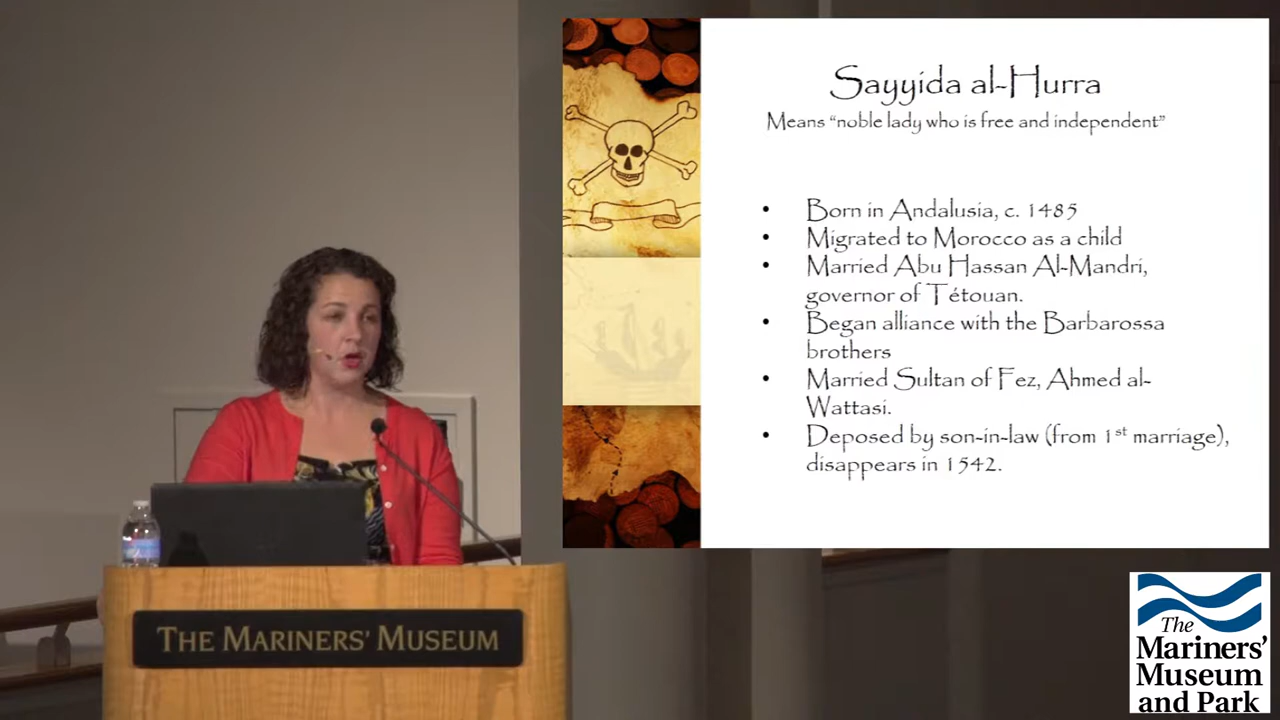 Sayyida al-Hurra
Means “noble lady who is free and independent”
• Born in Andalusia, c. 1485
• Migrated to Morocco as a child
• Married Abu Hassan Al-Mandri,
governor of Tétouan.
• Began alliance with the Barbarossa
brothers
• Married Sultan of Fez, Ahmed al-
Wattasi.
• Deposed by son-in-law (from 1st marriage),
disappears in 1542.
THE MARINERS’ MUSEUM
The
Mariners’
Museum
and Park